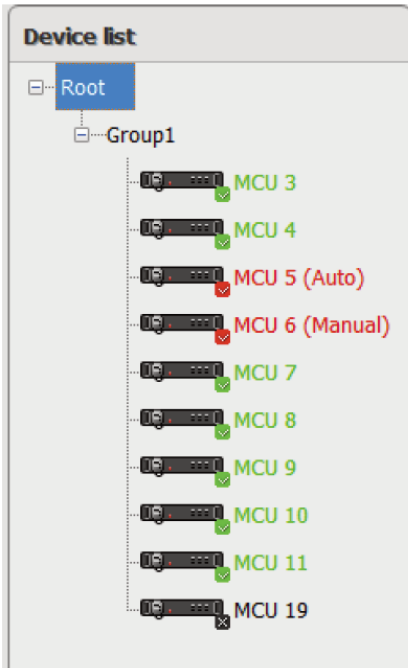 Device list
Root
Group1
MCU 3
MCU 4
MCU 5 (Auto)
MCU 6 (Manual)
MCU 7
MCU 8
MCU 9
MCU 10
MCU 11
MCU 19